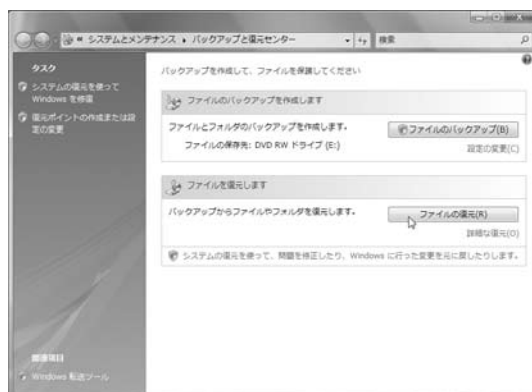 « システムとメンテナンス ▸ バックアップと復元センター
検索
タスク
システムの復元を使って
Windows を修復
復元ポイントの作成または設
定の変更
バックアップを作成して、ファイルを保護してください
ファイルのバックアップを作成します
ファイルとフォルダのバックアップを作成します。
ファイルのバックアップ(B)
ファイルの保存先: DVD RW ドライブ (E:)
設定の変更(C)
ファイルを復元します
バックアップからファイルやフォルダを復元します。
ファイルの復元(R)
詳細な復元(O)
システムの復元を使って、問題を修正したり、Windows に行った変更を元に戻したりします。
関連項目
Windows 転送ツール